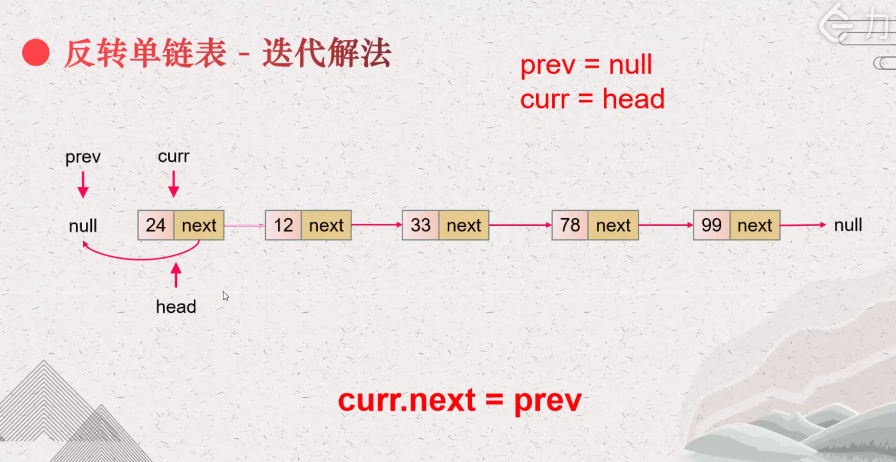 反转单链表 - 迭代解法
prev = null
curr = head
prev curr
null 24 next 12 next 33 next 78 next 99 next null
head
curr.next = prev